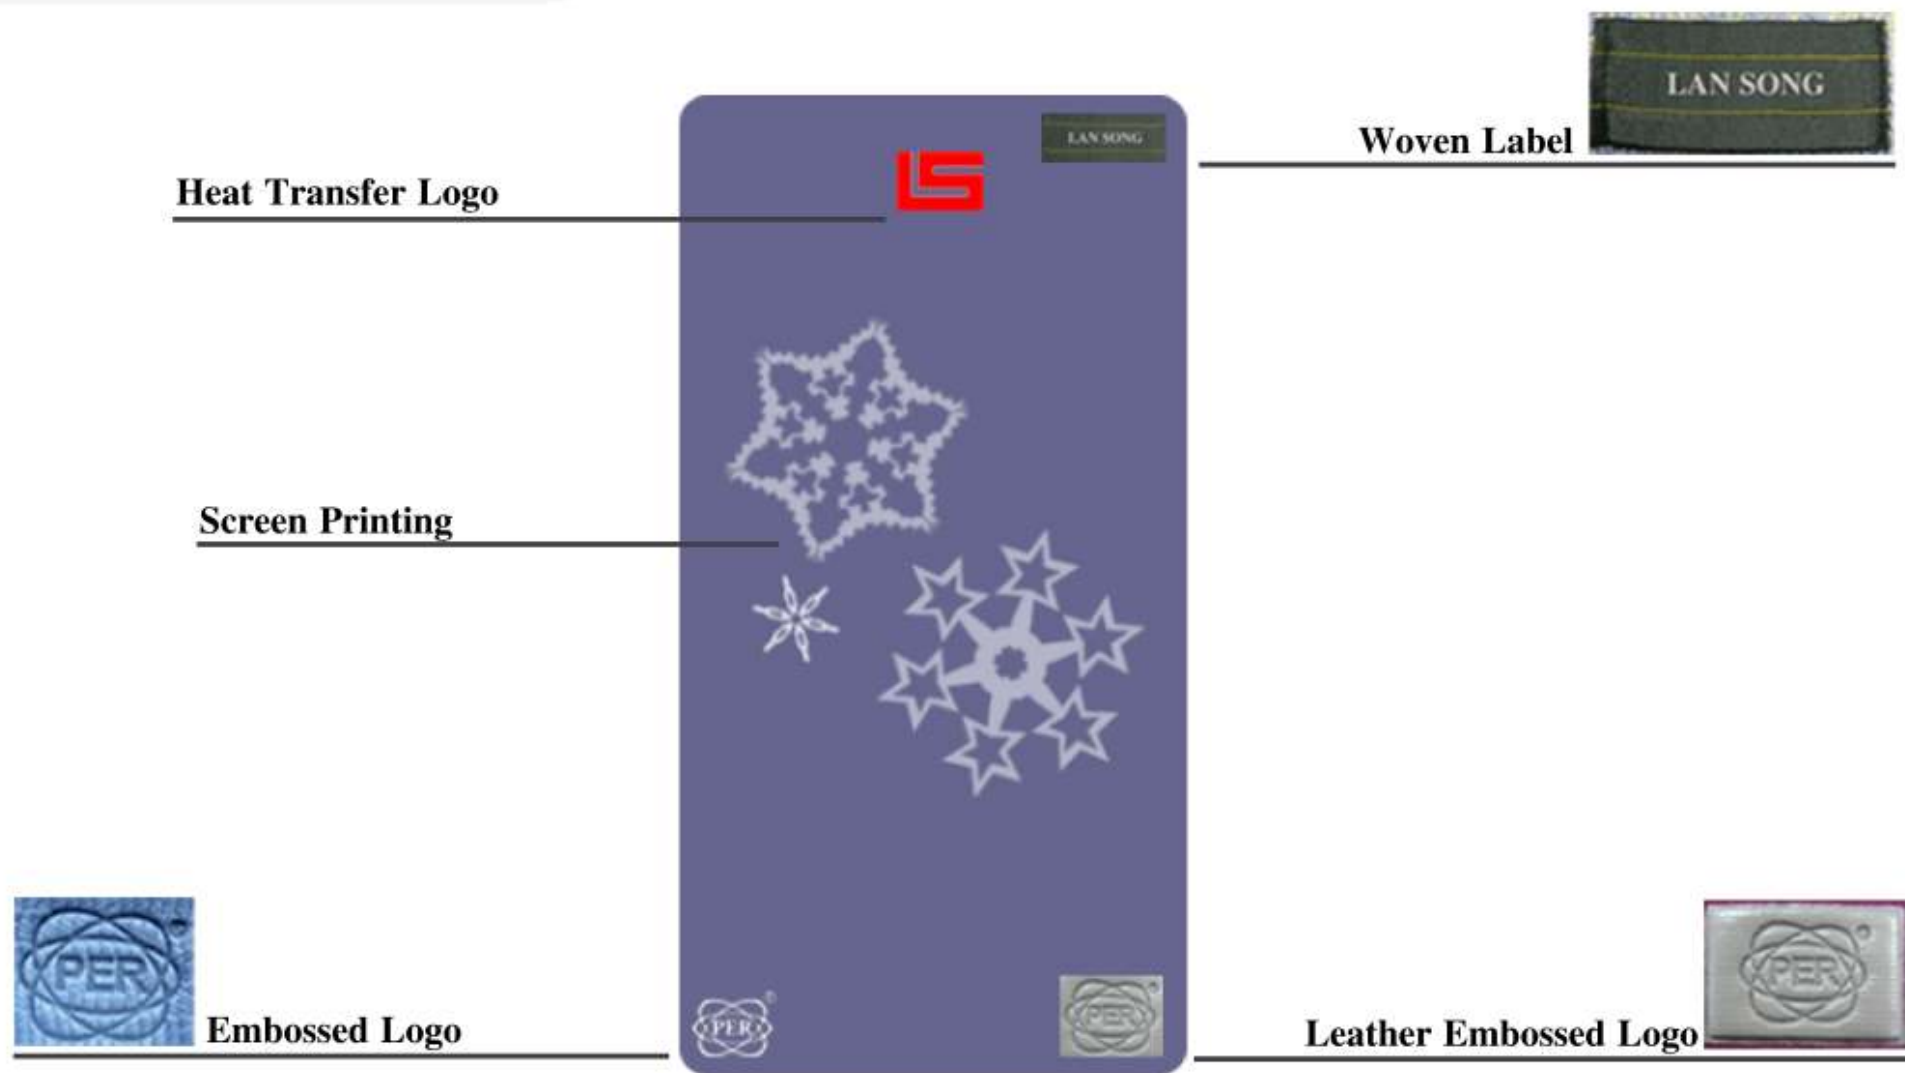 LAN SONG
Woven Label
LAN SONG
LS
Heat Transfer Logo
Screen Printing
PER
Embossed Logo
PER
®
PER
Leather Embossed Logo
PER